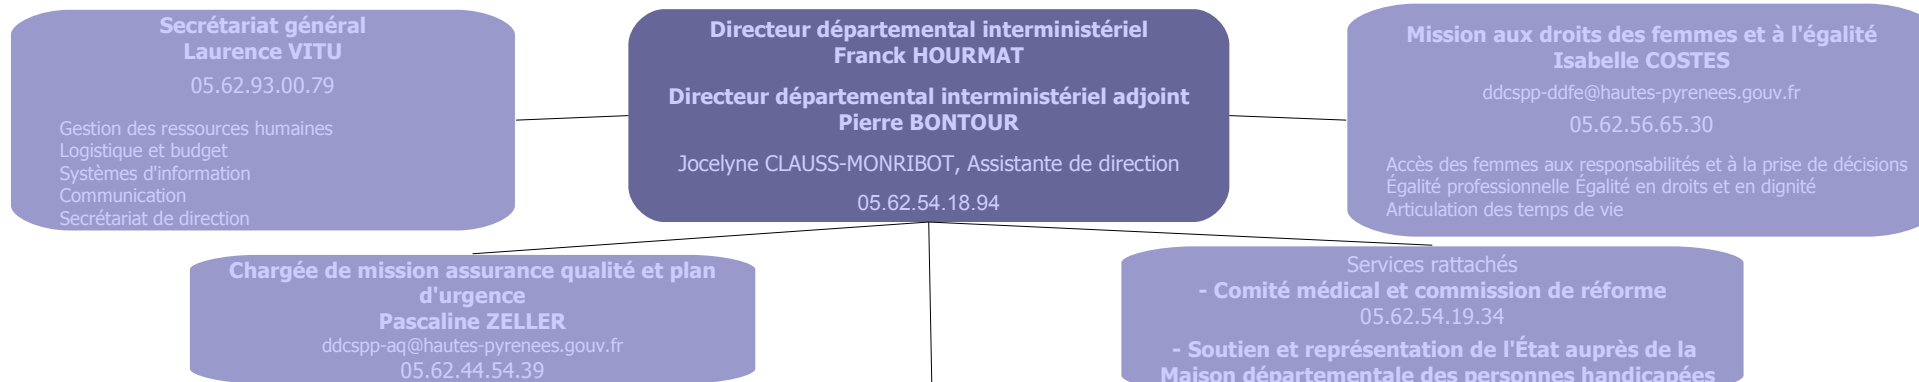 Secrétariat général
Laurence VITU
05.62.93.00.79
Gestion des ressources humaines
Logistique et budget
Systèmes d'information
Communication
Secrétariat de direction
Directeur départemental interministériel
Franck HOURMAT
Directeur départemental interministériel adjoint
Pierre BONTOUR
Jocelyne CLAUSS-MONRIBOT, Assistante de direction
05.62.54.18.94
Mission aux droits des femmes et à l'égalité
Isabelle COSTES
ddcspp-ddfe@hautes-pyrenees.gouv.fr
05.62.56.65.30
Accès des femmes aux responsabilités et à la prise de décisions
Égalité professionnelle Égalité en droits et en dignité
Articulation des temps de vie
Chargée de mission assurance qualité et plan
d'urgence
Pascaline ZELLER
ddcspp-aq@hautes-pyrenees.gouv.fr
05.62.44.54.39
Services rattachés
- Comité médical et commission de réforme
05.62.54.19.34
- Soutien et représentation de l'État auprès de la
Maison départementale des personnes handicapées